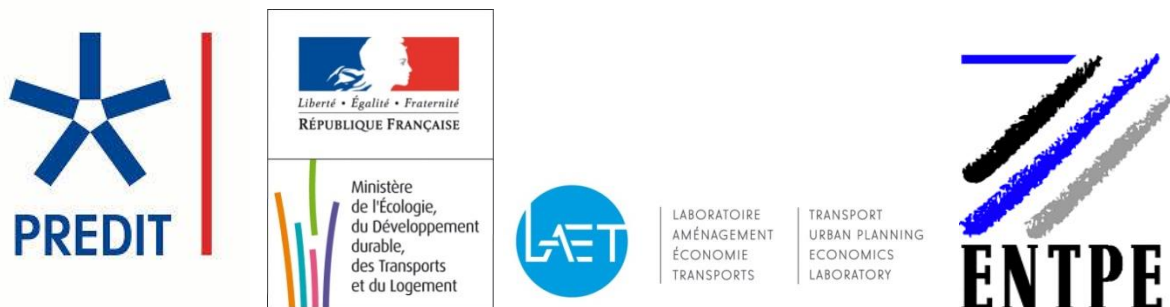 PREDIT
Liberté • Égalité • Fraternité
RÉPUBLIQUE FRANÇAISE
Ministère
de l'Écologie,
du Développement
durable,
des Transports
et du Logement
LAET
LABORATOIRE
AMÉNAGEMENT
ÉCONOMIE
TRANSPORTS
TRANSPORT
URBAN PLANNING
ECONOMICS
LABORATORY
ENTPE